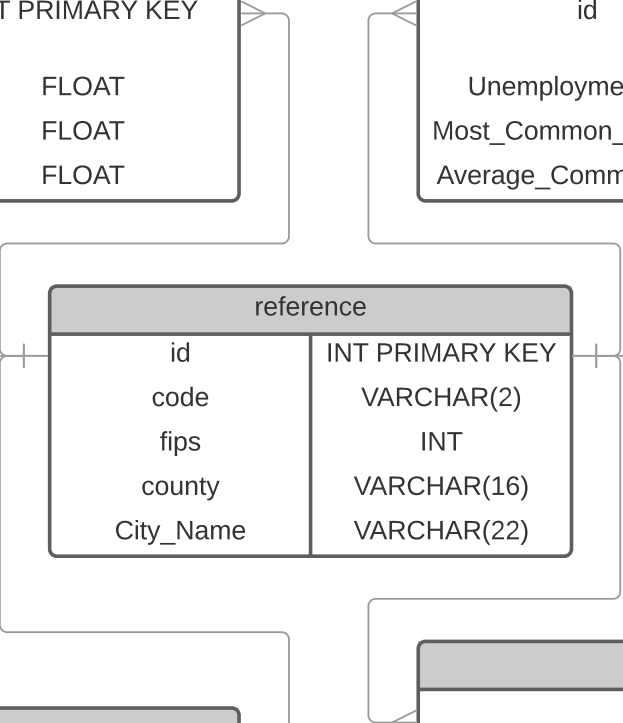 T PRIMARY KEY
FLOAT
FLOAT
FLOAT
id
Unemployme
Most_Common_
Average_Comm
reference
id INT PRIMARY KEY
code VARCHAR(2)
fips INT
county VARCHAR(16)
City_Name VARCHAR(22)